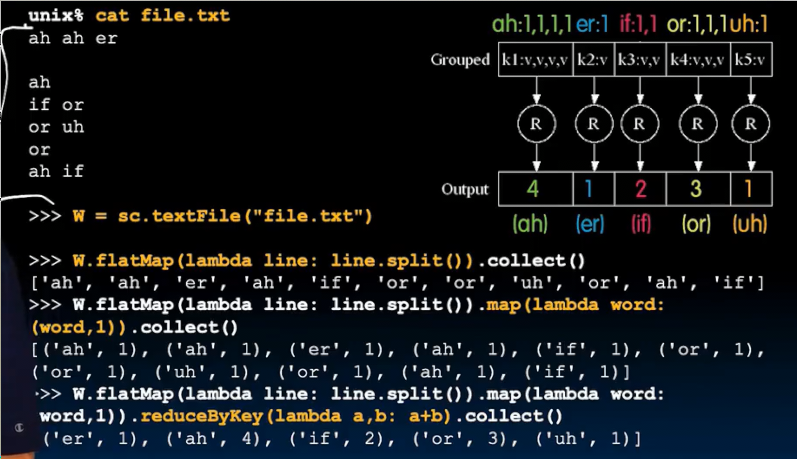 unix% cat file.txt
ah ah er
ah
if or
or uh
or
ah if
ah:1,1,1,1 er:1 if:1,1 or:1,1,1 uh:1
Grouped k1:v,v,v,v k2:v k3:v,v k4:v,v,v k5:v
R R R R R
Output 4 1 2 3 1
(ah) (er) (if) (or) (uh)
>>> W = sc.textFile("file.txt")
>>> W.flatMap(lambda line: line.split()).collect()
['ah', 'ah', 'er', 'ah', 'if', 'or', 'or', 'uh', 'or', 'ah', 'if']
>>> W.flatMap(lambda line: line.split()).map(lambda word:
(word,1)).collect()
[('ah', 1), ('ah', 1), ('er', 1), ('ah', 1), ('if', 1), ('or', 1),
('or', 1), ('uh', 1), ('or', 1), ('ah', 1), ('if', 1)]
>>> W.flatMap(lambda line: line.split()).map(lambda word:
word,1)).reduceByKey(lambda a,b: a+b).collect()
('er', 1), ('ah', 4), ('if', 2), ('or', 3), ('uh', 1)]